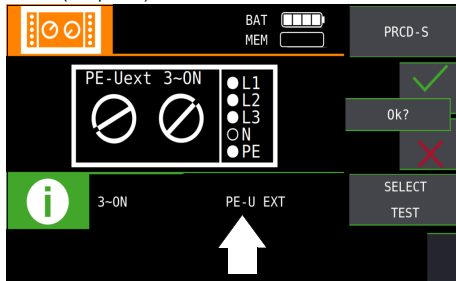 BAT
MEM
PRCD-S
PE-Uext 3~ON
L1
L2
L3
N
PE
Ok?
i
3~ON PE-U EXT
SELECT
TEST